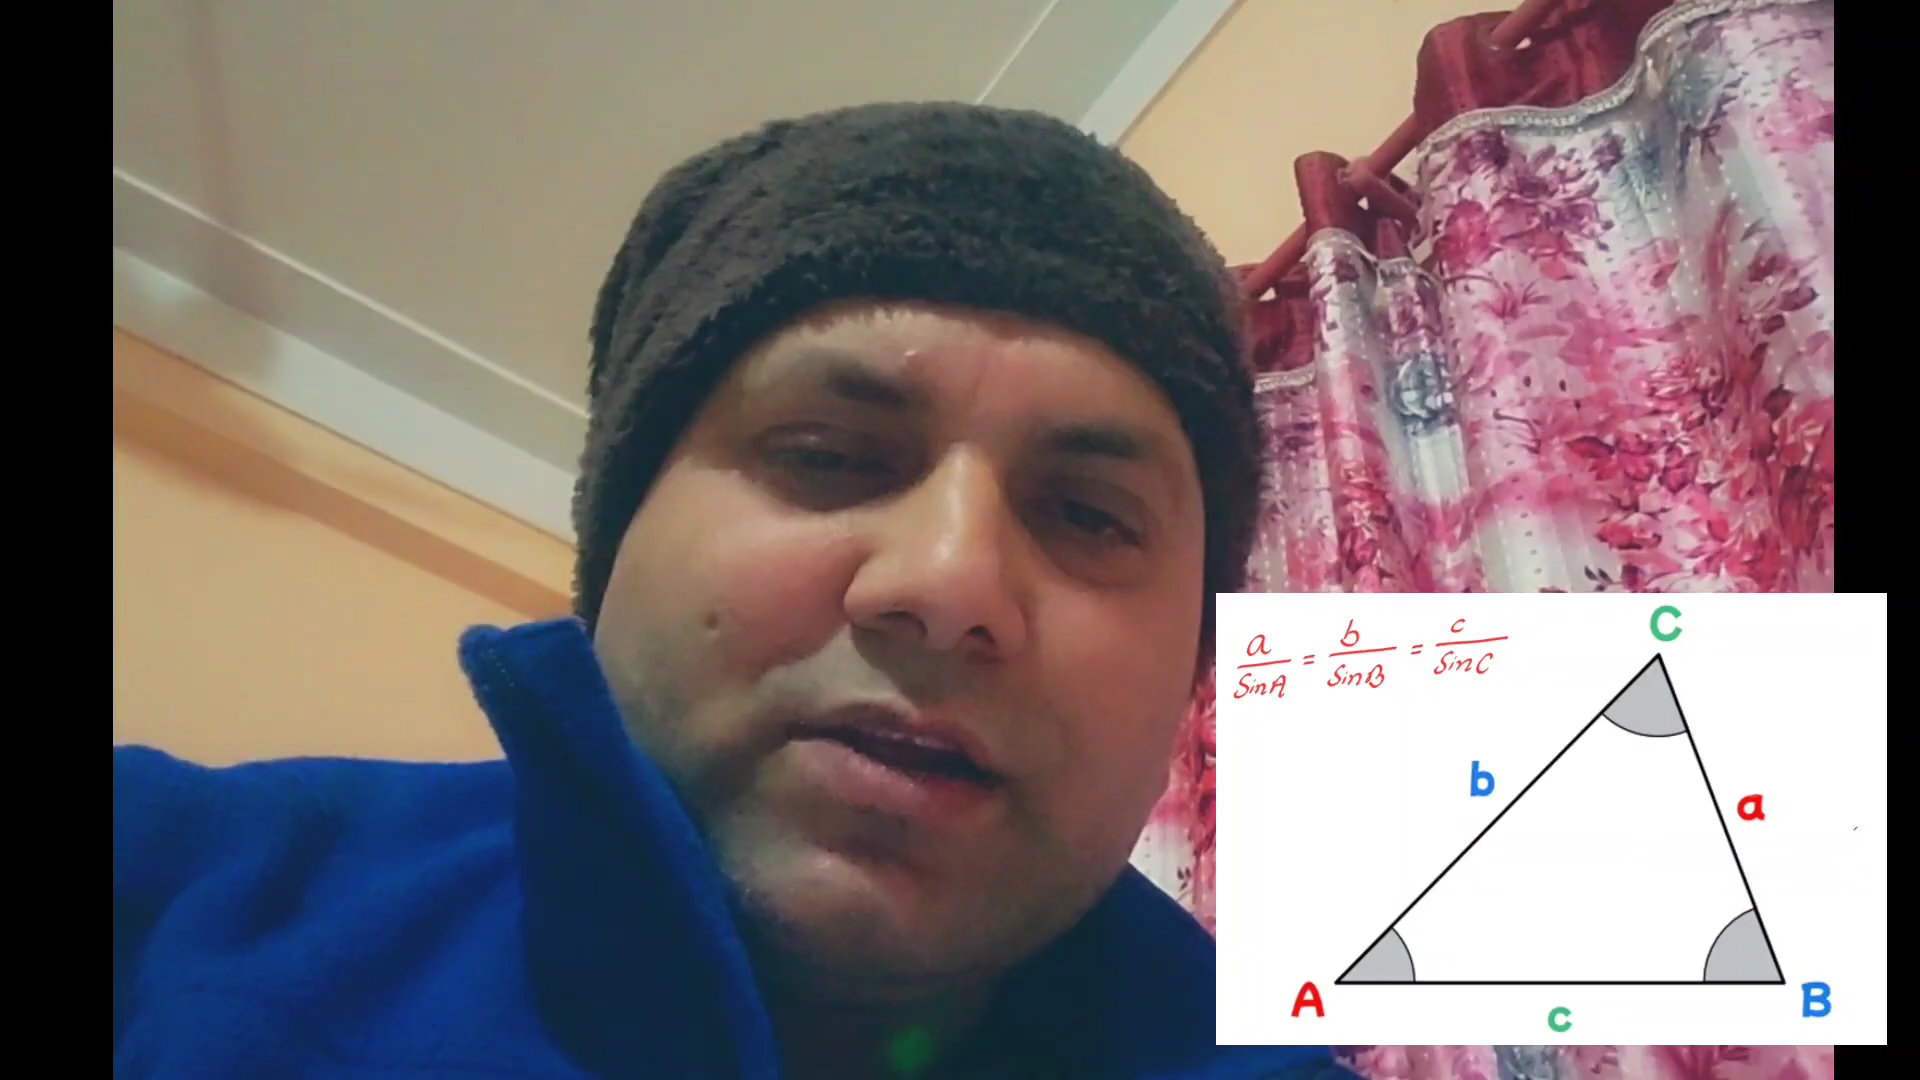 a/SinA = b/SinB = c/SinC
C
b
a
A
B
c